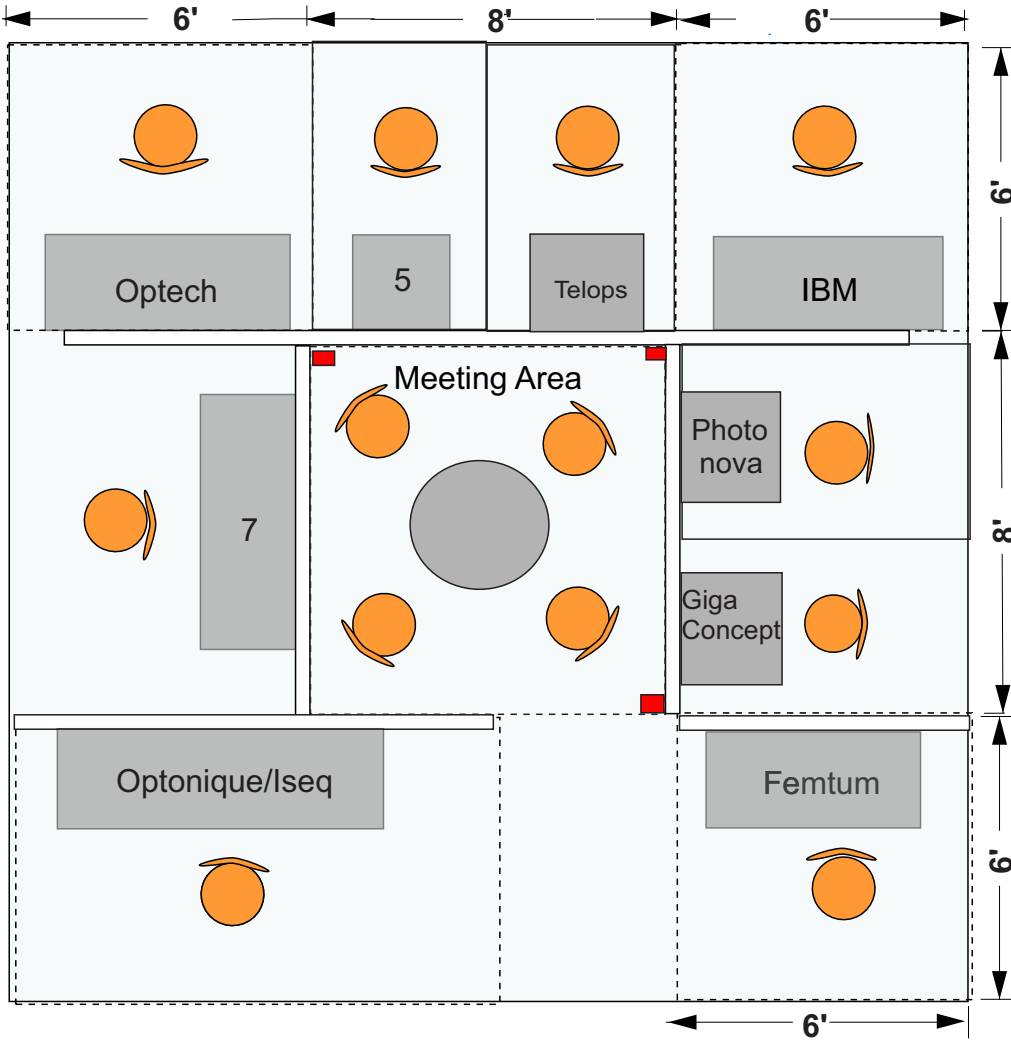 6'
8'
6'
6'
Optech
5
Telops
IBM
Meeting Area
Photo
nova
7
8'
Giga
Concept
Optonique/Iseq
Femtum
6'
6'